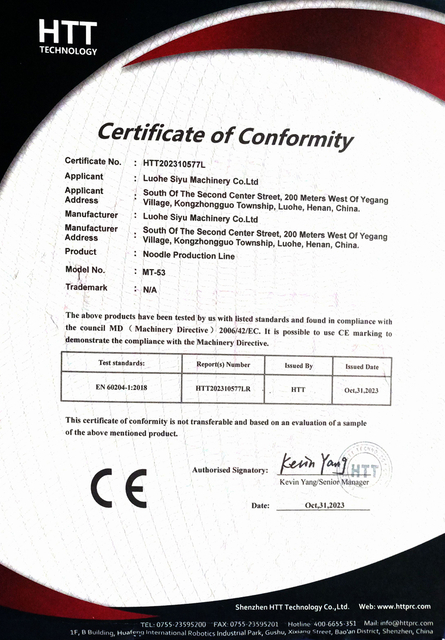 HTT
TECHNOLOGY
Certificate of Conformity
Certificate No. : HTT202310577L
Applicant : Luohe Siyu Machinery Co.Ltd
Applicant Address : South Of The Second Center Street, 200 Meters West Of Yegang
Village, Kongzhongguo Township, Luohe, Henan, China.
Manufacturer : Luohe Siyu Machinery Co.Ltd
Manufacturer Address : South Of The Second Center Street, 200 Meters West Of Yegang
Village, Kongzhongguo Township, Luohe, Henan, China.
Product : Noodle Production Line
Model No. : MT-53
Trademark : N/A
The above products have been tested by us with listed standards and found in compliance with
the council MD ( Machinery Directive ) 2006/42/EC. It is possible to use CE marking to
demonstrate the compliance with the Machinery Directive.
Test standards: Report(s) Number Issued By Issued Date
EN 60204-1:2018 HTT202310577LR HTT Oct,31,2023
This certificate of conformity is not transferable and based on an evaluation of a sample
of the above mentioned product.
CE
Authorised Signatory: Kevin Yang
HTT
Kevin Yang/Senior Manager
Date: Oct,31,2023
Shenzhen HTT Technology Co.,Ltd. Web: www.httprc.com
TEL: 0755-23595200 FAX: 0755-23595201 Hotline: 400-6655-351 Mail: info@httprc.com
1F, B Building, Huafeng International Robotics Industrial Park, Gushu, Xixiang Street, Bao'an District, Shenzhen, China